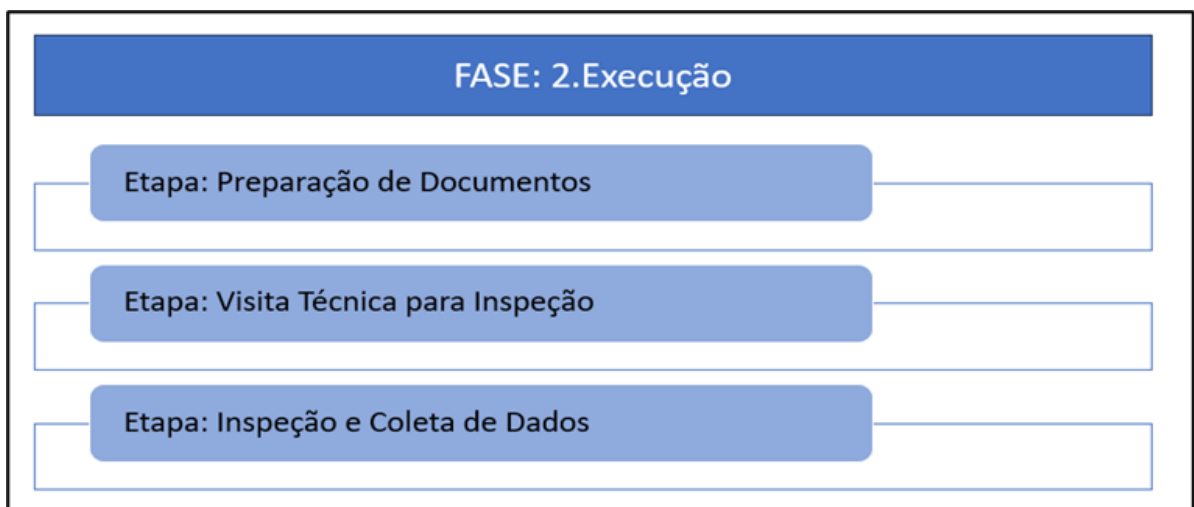 FASE: 2.Execução
Etapa: Preparação de Documentos
Etapa: Visita Técnica para Inspeção
Etapa: Inspeção e Coleta de Dados